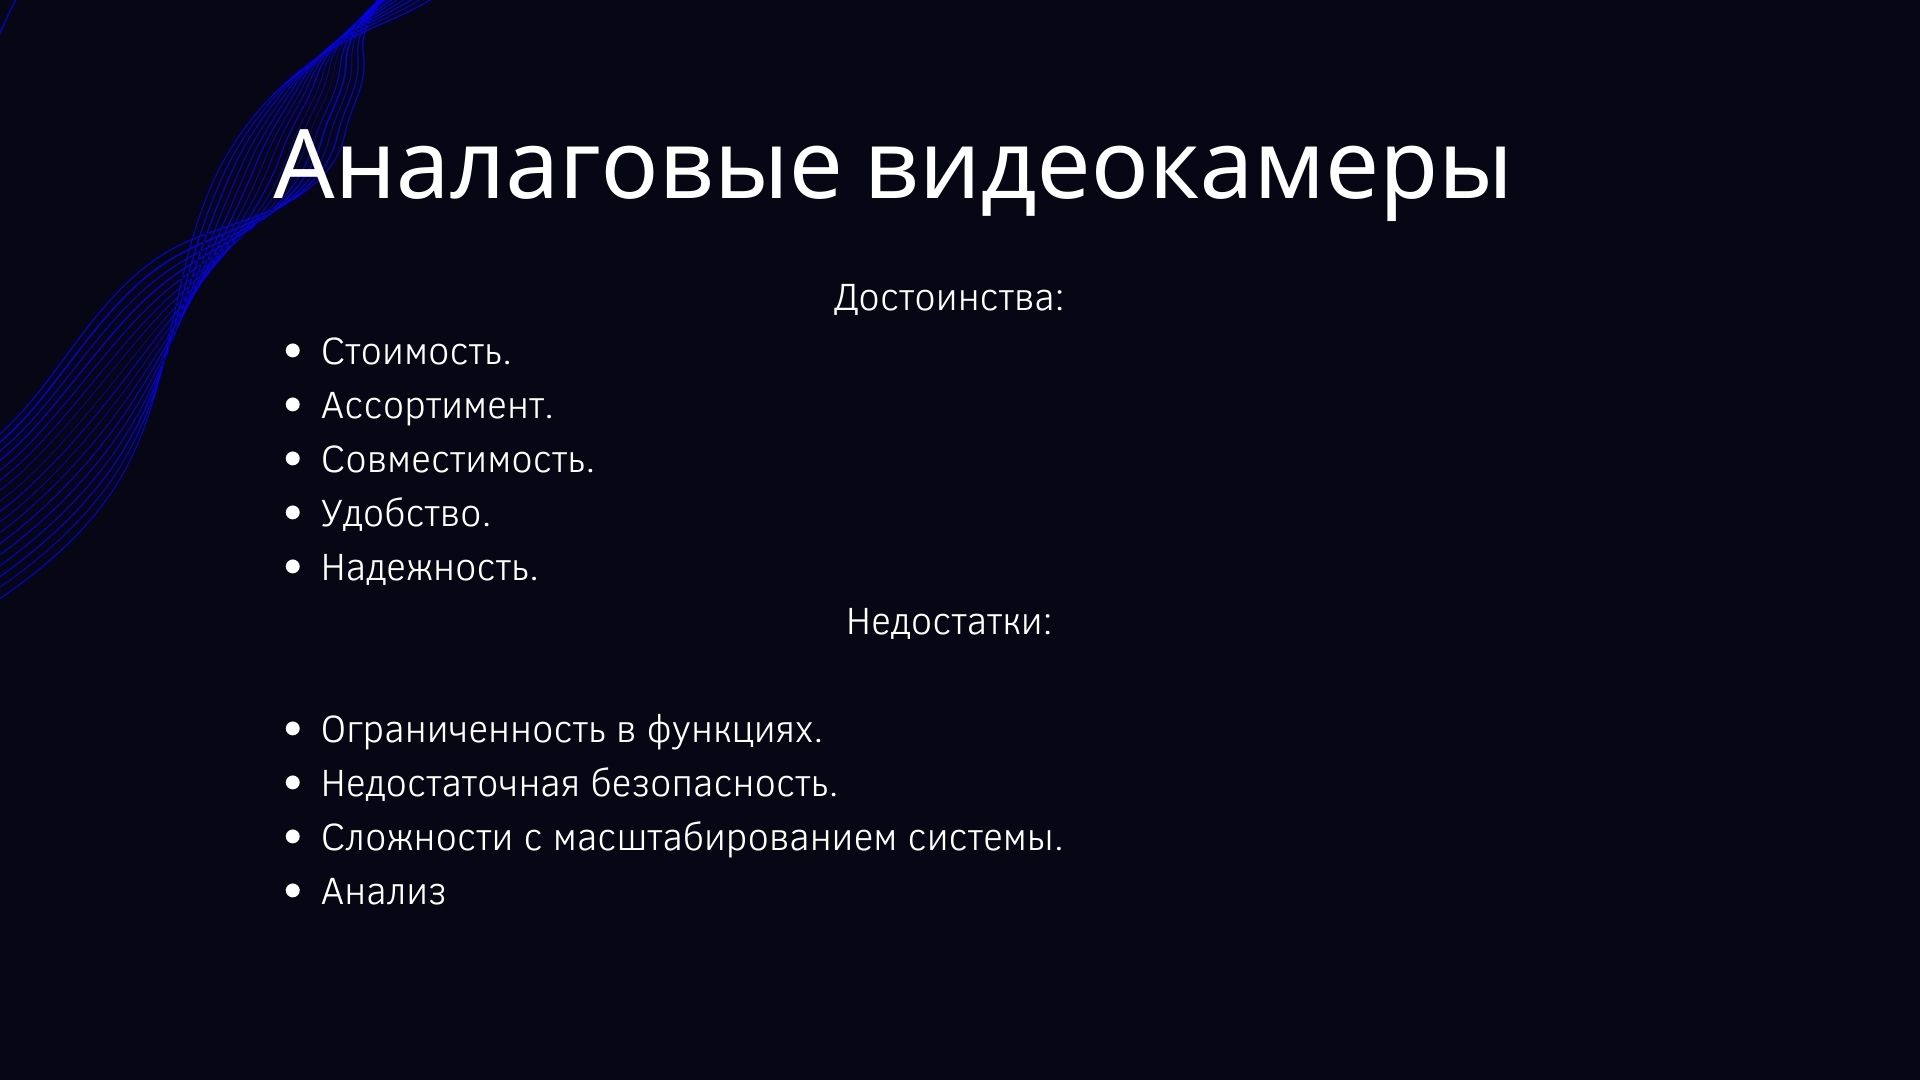 Аналаговые видеокамеры
Достоинства:
• Стоимость.
• Ассортимент.
• Совместимость.
• Удобство.
• Надежность.
Недостатки:
• Ограниченность в функциях.
• Недостаточная безопасность.
• Сложности с масштабированием системы.
• Анализ